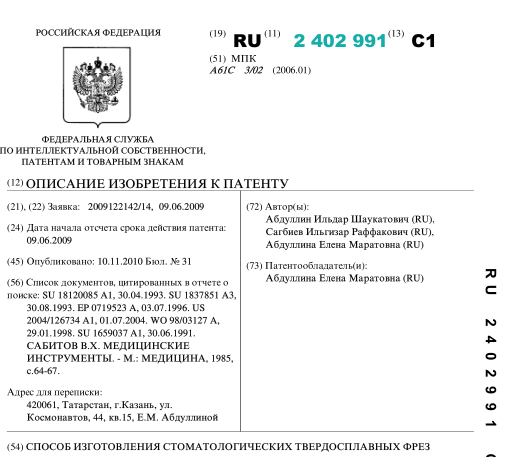 РОССИЙСКАЯ ФЕДЕРАЦИЯ
ФЕДЕРАЛЬНАЯ СЛУЖБА
ПО ИНТЕЛЛЕКТУАЛЬНОЙ СОБСТВЕННОСТИ,
ПАТЕНТАМ И ТОВАРНЫМ ЗНАКАМ
(19) RU (11) 2 402 991 (13) C1
(51) МПК
A61C 3/02 (2006.01)
(12) ОПИСАНИЕ ИЗОБРЕТЕНИЯ К ПАТЕНТУ
(21), (22) Заявка: 2009122142/14, 09.06.2009
(24) Дата начала отсчета срока действия патента:
09.06.2009
(45) Опубликовано: 10.11.2010 Бюл. № 31
(56) Список документов, цитированных в отчете о
поиске: SU 18120085 A1, 30.04.1993. SU 1837851 A3,
30.08.1993. EP 0719523 A, 03.07.1996. US
2004/126734 A1, 01.07.2004. WO 98/03127 A,
29.01.1998. SU 1659037 A1, 30.06.1991.
САБИТОВ В.Х. МЕДИЦИНСКИЕ
ИНСТРУМЕНТЫ. - М.: МЕДИЦИНА, 1985,
с.64-67.
Адрес для переписки:
420061, Татарстан, г.Казань, ул.
Космонавтов, 44, кв.15, Е.М. Абдуллиной
(72) Автор(ы):
Абдуллин Ильдар Шаукатович (RU),
Сагбиев Ильгизар Раффакович (RU),
Абдуллина Елена Маратовна (RU)
(73) Патентообладатель(и):
Абдуллина Елена Маратовна (RU)
(54) СПОСОБ ИЗГОТОВЛЕНИЯ СТОМАТОЛОГИЧЕСКИХ ТВЕРДОСПЛАВНЫХ ФРЕЗ
RU 2402991